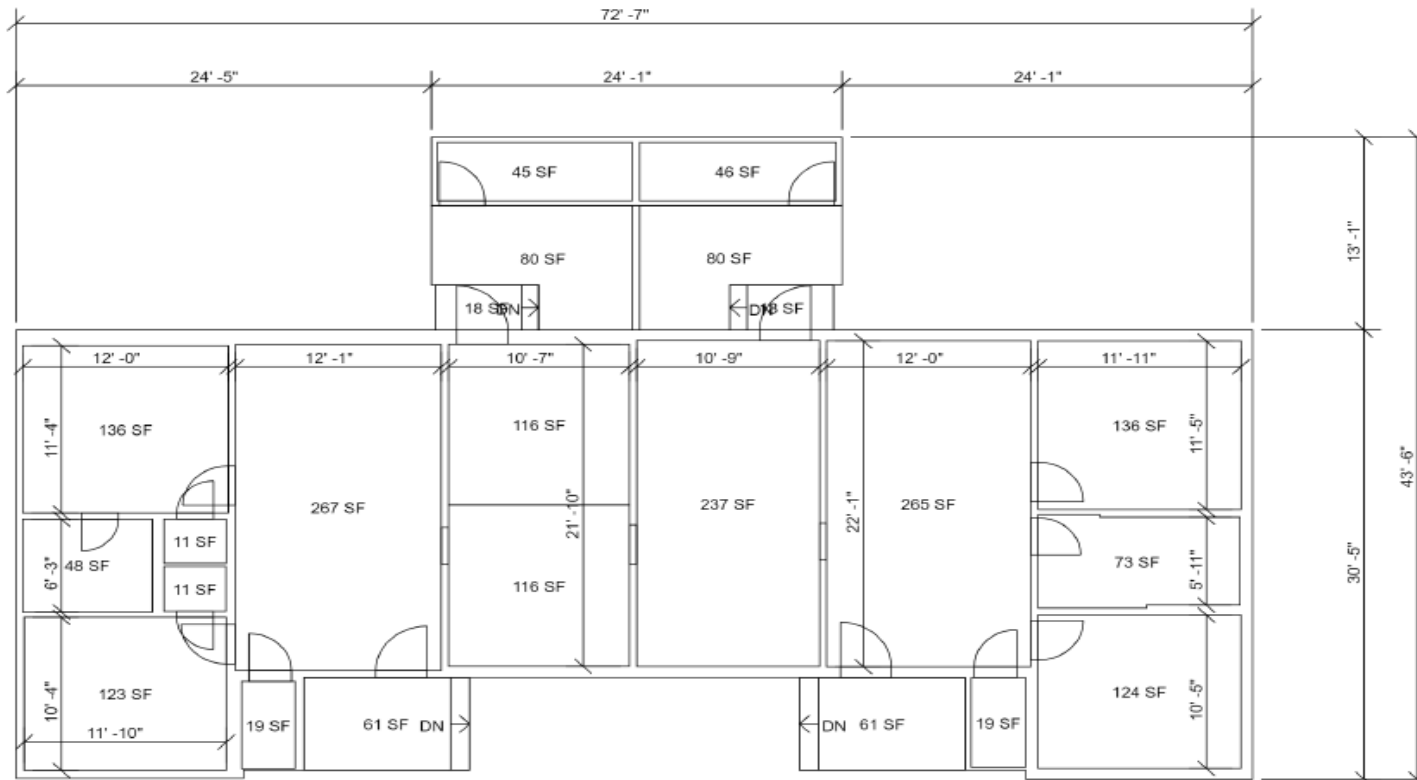 72' -7"
24' -5"
24' -1"
24' -1"
45 SF
46 SF
80 SF
80 SF
13' -1"
18 SF
DN
DN
18 SF
12' -0"
12' -1"
10' -7"
10' -9"
12' -0"
11' -11"
11' -4"
136 SF
116 SF
136 SF
11' -5"
43' -6"
267 SF
21' -10"
237 SF
22' -1"
265 SF
11 SF
6' -3"
48 SF
11 SF
116 SF
73 SF
5' -11"
30' -5"
10' -4"
123 SF
124 SF
10' -5"
19 SF
61 SF
DN
DN
61 SF
19 SF
11' -10"